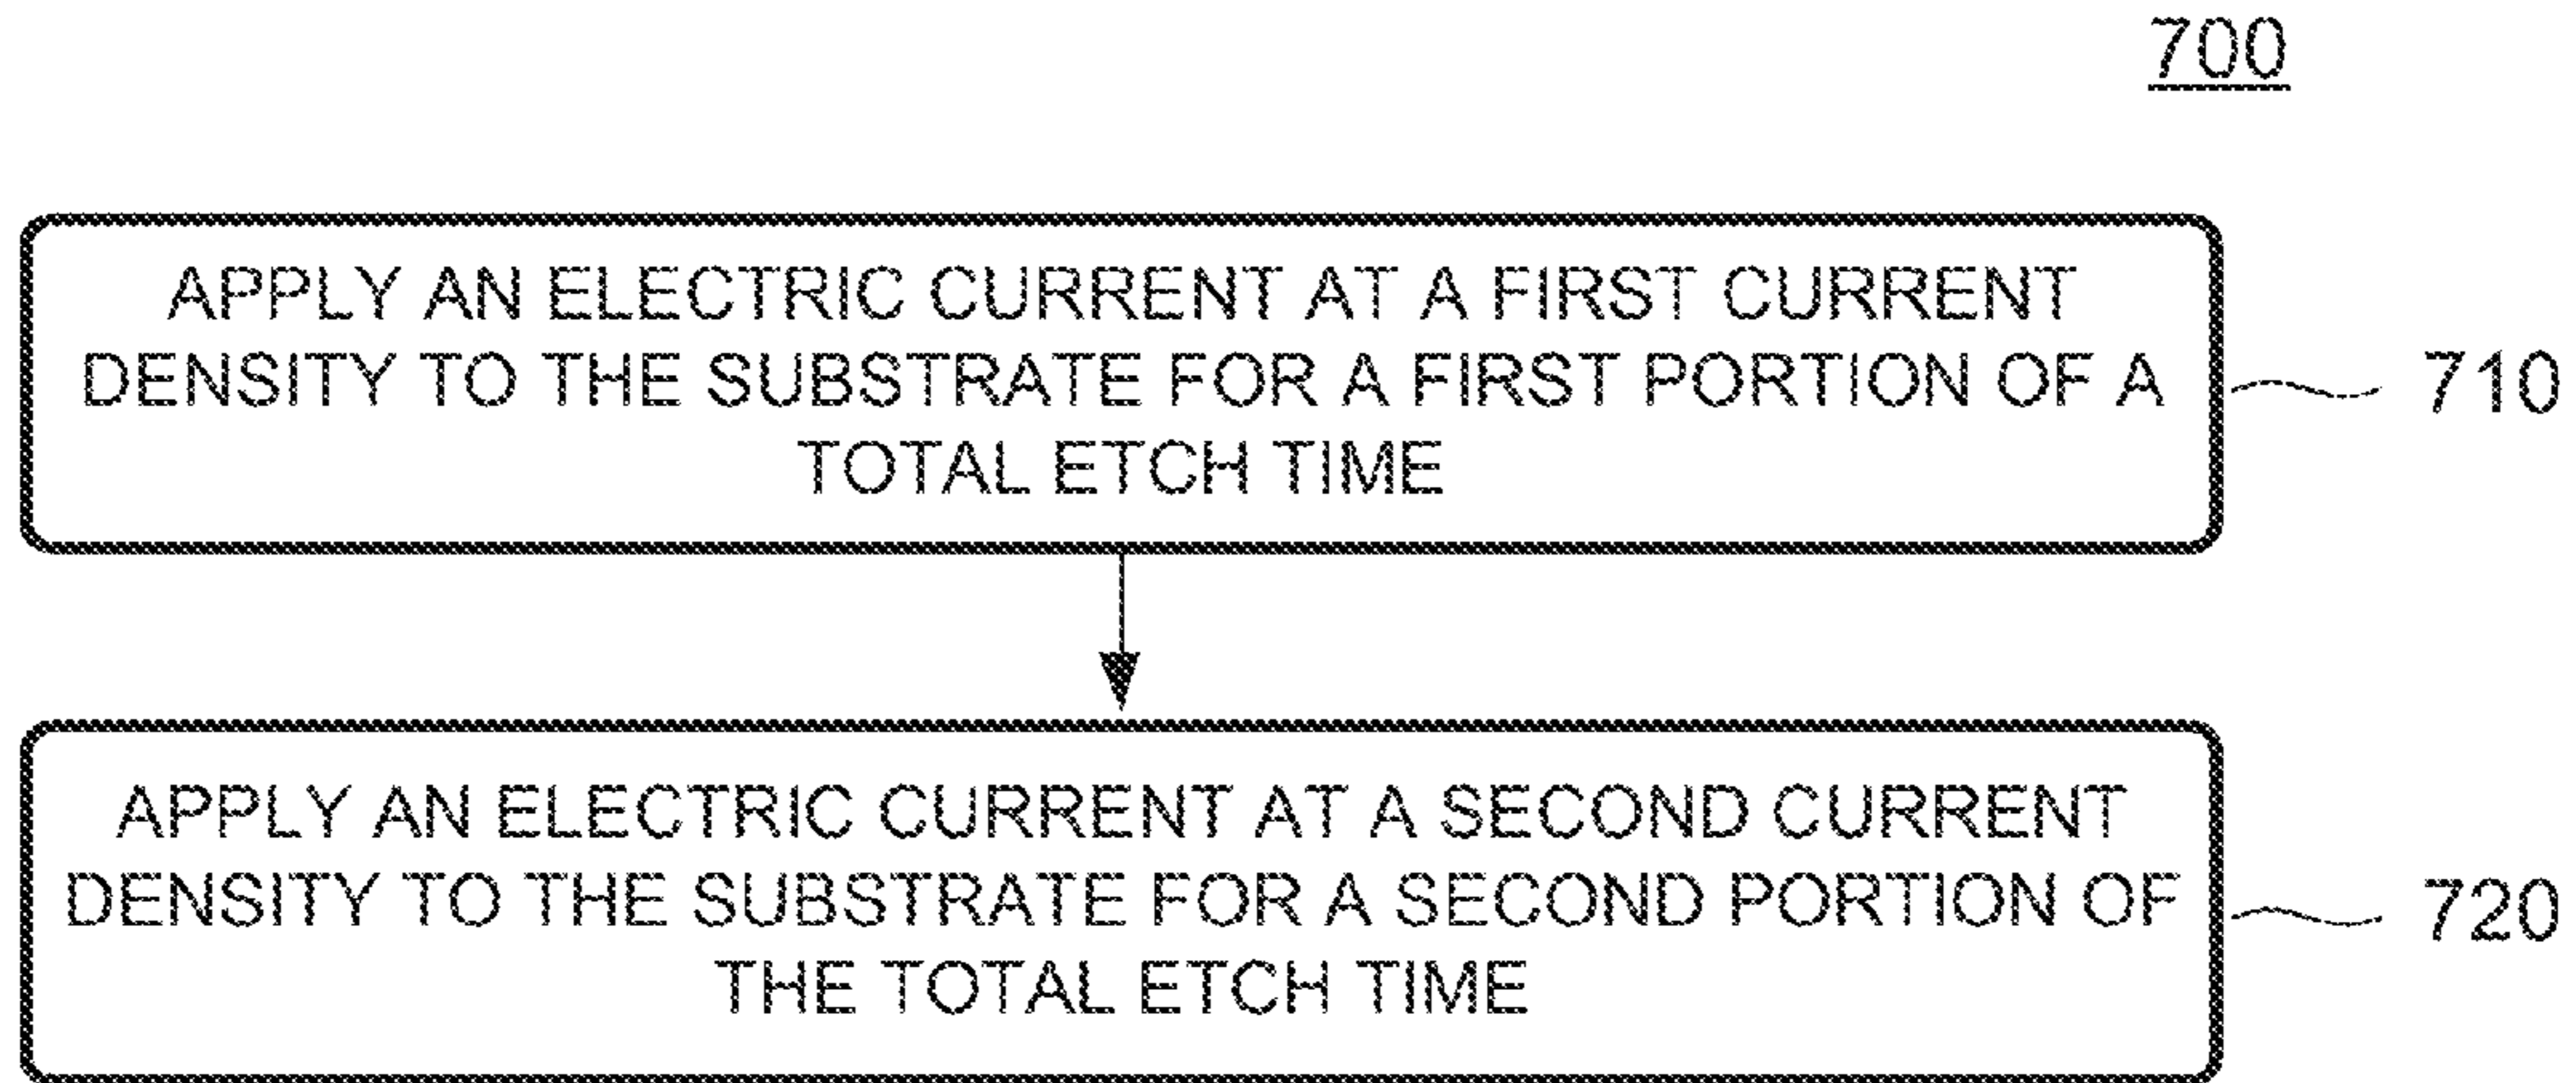 700
APPLY AN ELECTRIC CURRENT AT A FIRST CURRENT
DENSITY TO THE SUBSTRATE FOR A FIRST PORTION OF A
TOTAL ETCH TIME
710
APPLY AN ELECTRIC CURRENT AT A SECOND CURRENT
DENSITY TO THE SUBSTRATE FOR A SECOND PORTION OF
THE TOTAL ETCH TIME
720